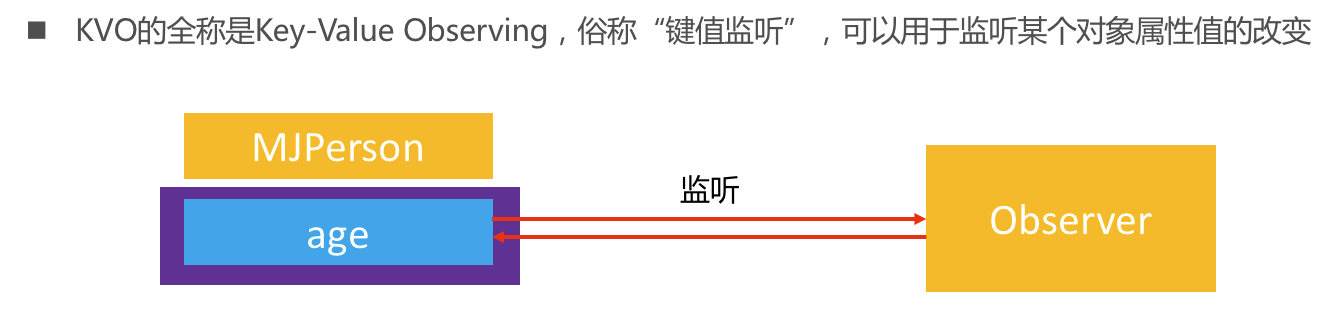 ■ KVO的全称是Key-Value Observing，俗称“键值监听”，可以用于监听某个对象属性值的改变
MJPerson
监听
age
Observer